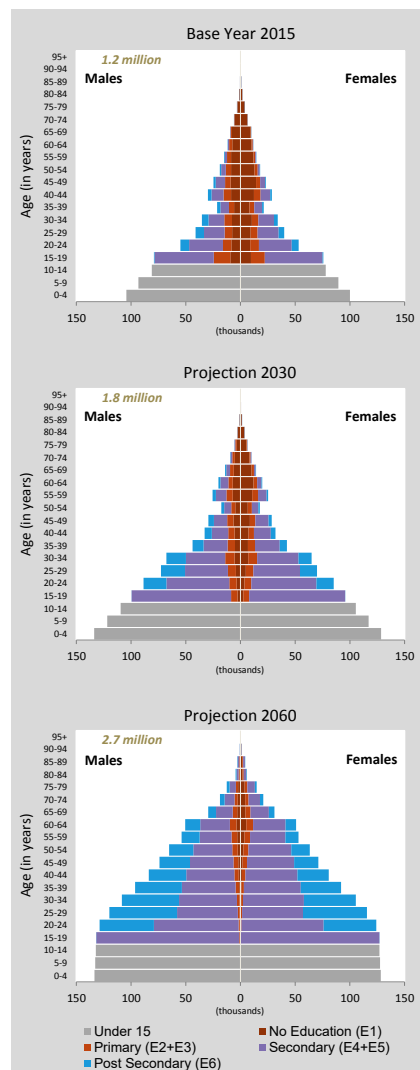 Base Year 2015
1.2 million
Males
Females
Age (in years)
95+
90-94
85-89
80-84
75-79
70-74
65-69
60-64
55-59
50-54
45-49
40-44
35-39
30-34
25-29
20-24
15-19
10-14
5-9
0-4
150 100 50 0 50 100 150
(thousands)
Projection 2030
1.8 million
Males
Females
Age (in years)
95+
90-94
85-89
80-84
75-79
70-74
65-69
60-64
55-59
50-54
45-49
40-44
35-39
30-34
25-29
20-24
15-19
10-14
5-9
0-4
150 100 50 0 50 100 150
(thousands)
Projection 2060
2.7 million
Males
Females
Age (in years)
95+
90-94
85-89
80-84
75-79
70-74
65-69
60-64
55-59
50-54
45-49
40-44
35-39
30-34
25-29
20-24
15-19
10-14
5-9
0-4
150 100 50 0 50 100 150
(thousands)
Under 15
No Education (E1)
Primary (E2+E3)
Secondary (E4+E5)
Post Secondary (E6)